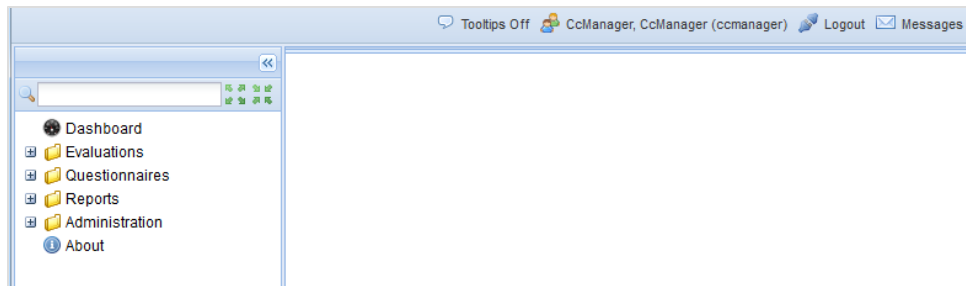 Tooltips Off CcManager, CcManager (ccmanager) Logout Messages
Dashboard
Evaluations
Questionnaires
Reports
Administration
About